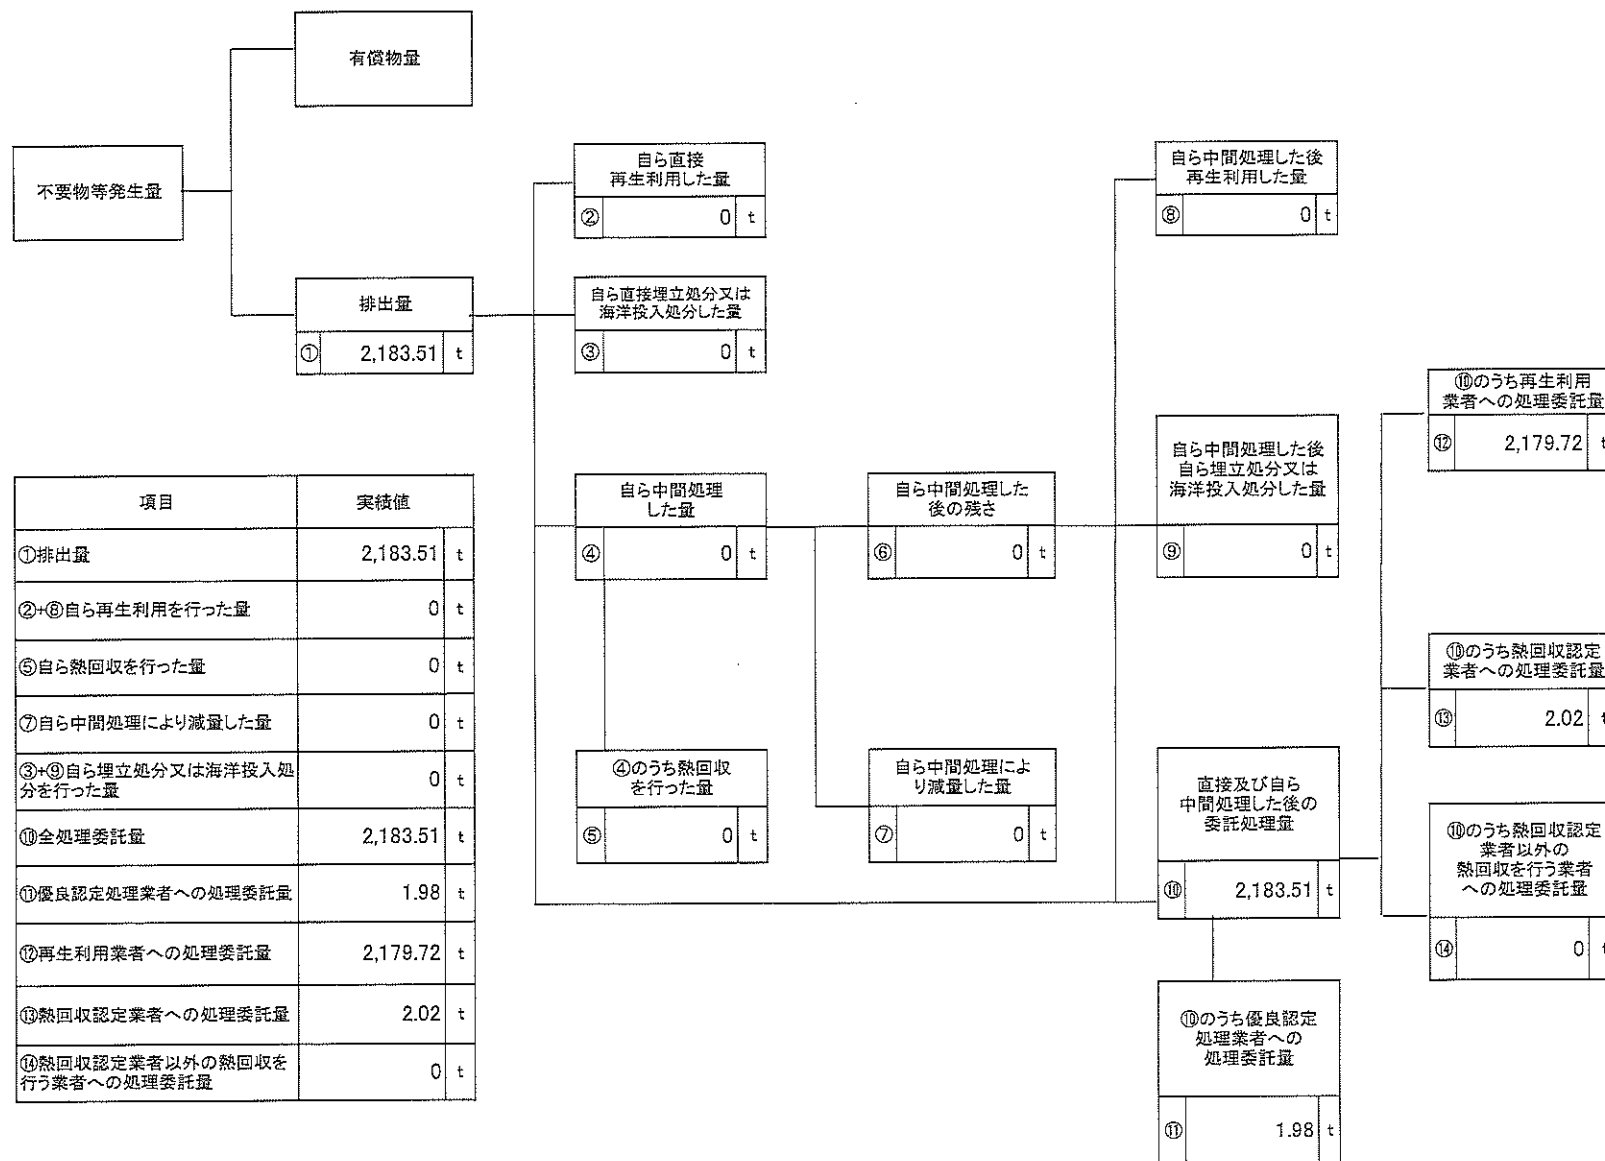 有償物量
不要物等発生量
排出量
① 2,183.51 t
自ら直接
再生利用した量
② 0 t
自ら直接埋立処分又は
海洋投入処分した量
③ 0 t
自ら中間処理
した量
④ 0 t
④のうち熱回収
を行った量
⑤ 0 t
自ら中間処理した
後の残さ
⑥ 0 t
自ら中間処理によ
り減量した量
⑦ 0 t
自ら中間処理した後
再生利用した量
⑧ 0 t
自ら中間処理した後
自ら埋立処分又は
海洋投入処分した量
⑨ 0 t
直接及び自ら
中間処理した後の
委託処理量
⑩ 2,183.51 t
⑩のうち優良認定
処理業者への
処理委託量
⑪ 1.98 t
⑩のうち再生利用
業者への処理委託量
⑫ 2,179.72 t
⑩のうち熱回収認定
業者への処理委託量
⑬ 2.02 t
⑩のうち熱回収認定
業者以外の
熱回収を行う業者
への処理委託量
⑭ 0 t
項目 実績値
①排出量 2,183.51 t
②+⑧自ら再生利用を行った量 0 t
⑤自ら熱回収を行った量 0 t
⑦自ら中間処理により減量した量 0 t
③+⑨自ら埋立処分又は海洋投入処
分を行った量 0 t
⑩全処理委託量 2,183.51 t
⑪優良認定処理業者への処理委託量 1.98 t
⑫再生利用業者への処理委託量 2,179.72 t
⑬熱回収認定業者への処理委託量 2.02 t
⑭熱回収認定業者以外の熱回収を
行う業者への処理委託量 0 t